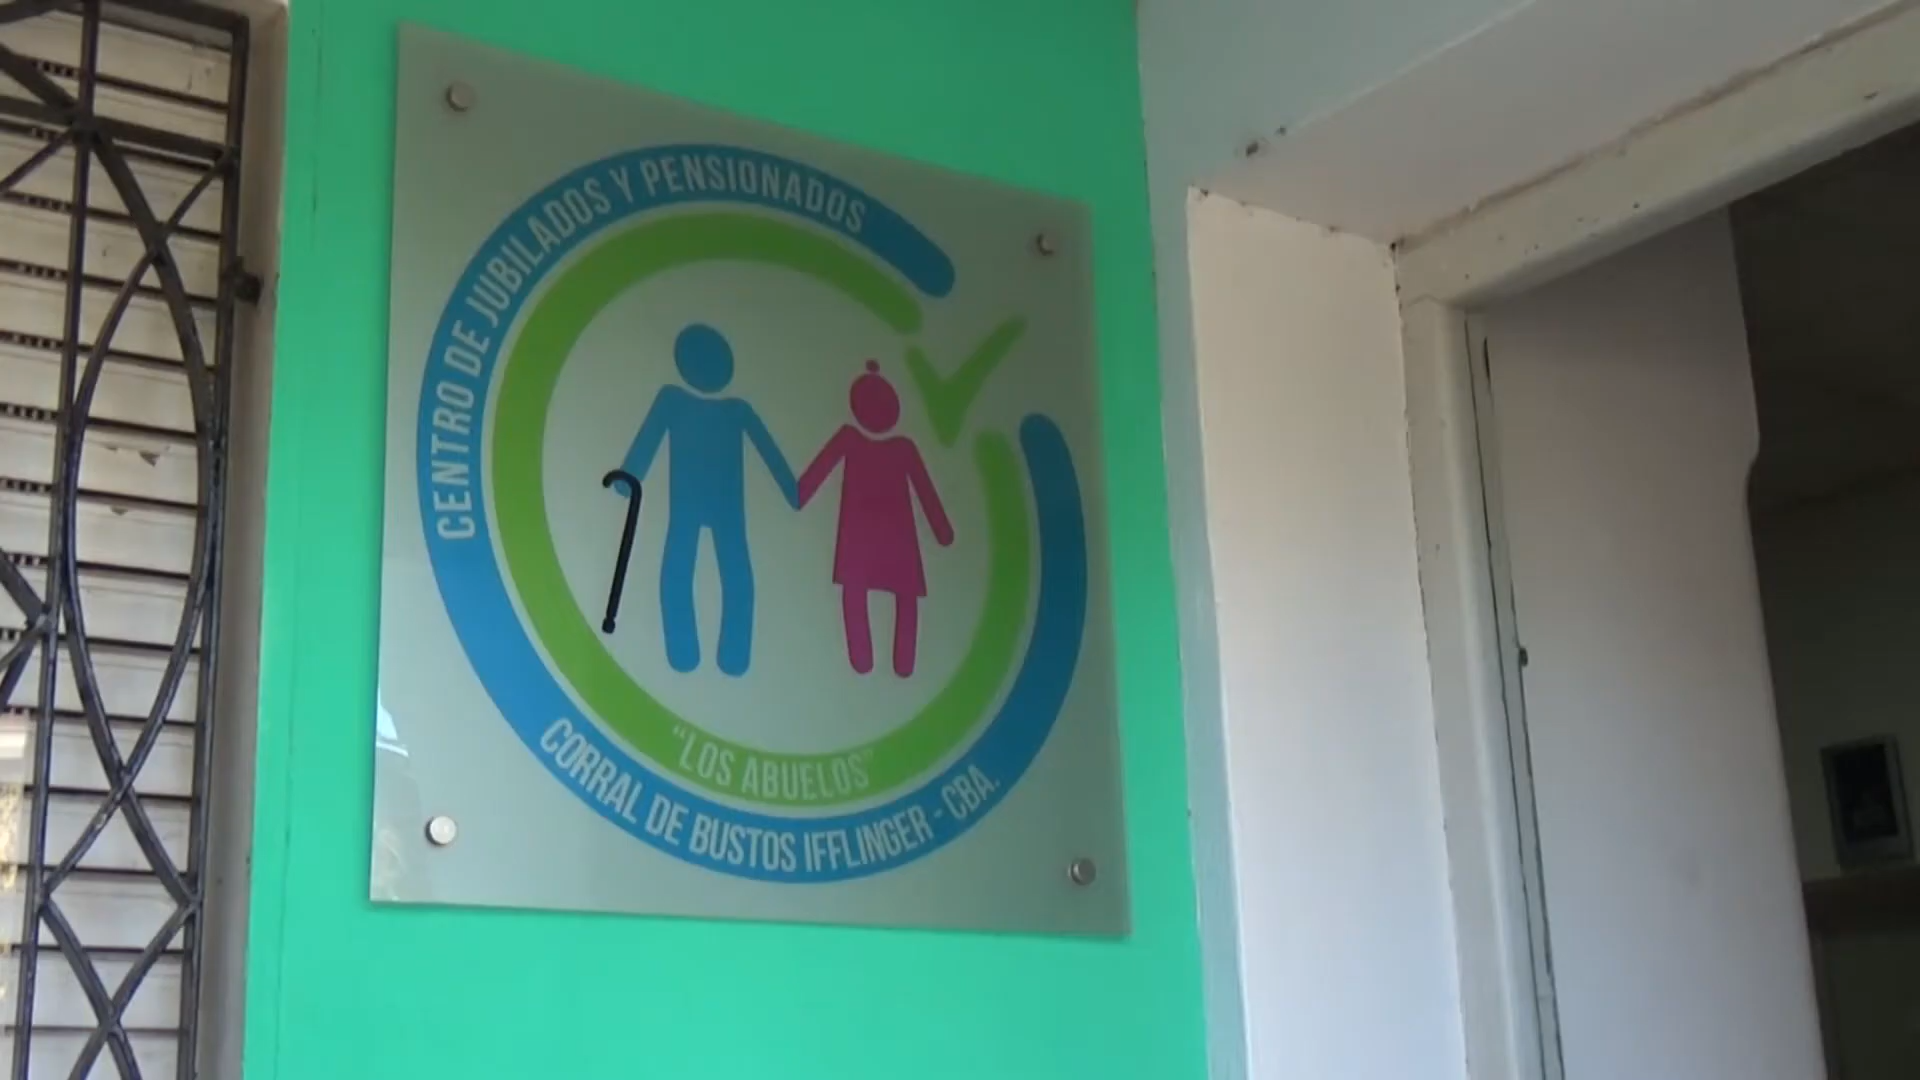 CENTRO DE JUBILADOS Y PENSIONADOS
"LOS ABUELOS"
CORRAL DE BUSTOS IFFLINGER - CBA.